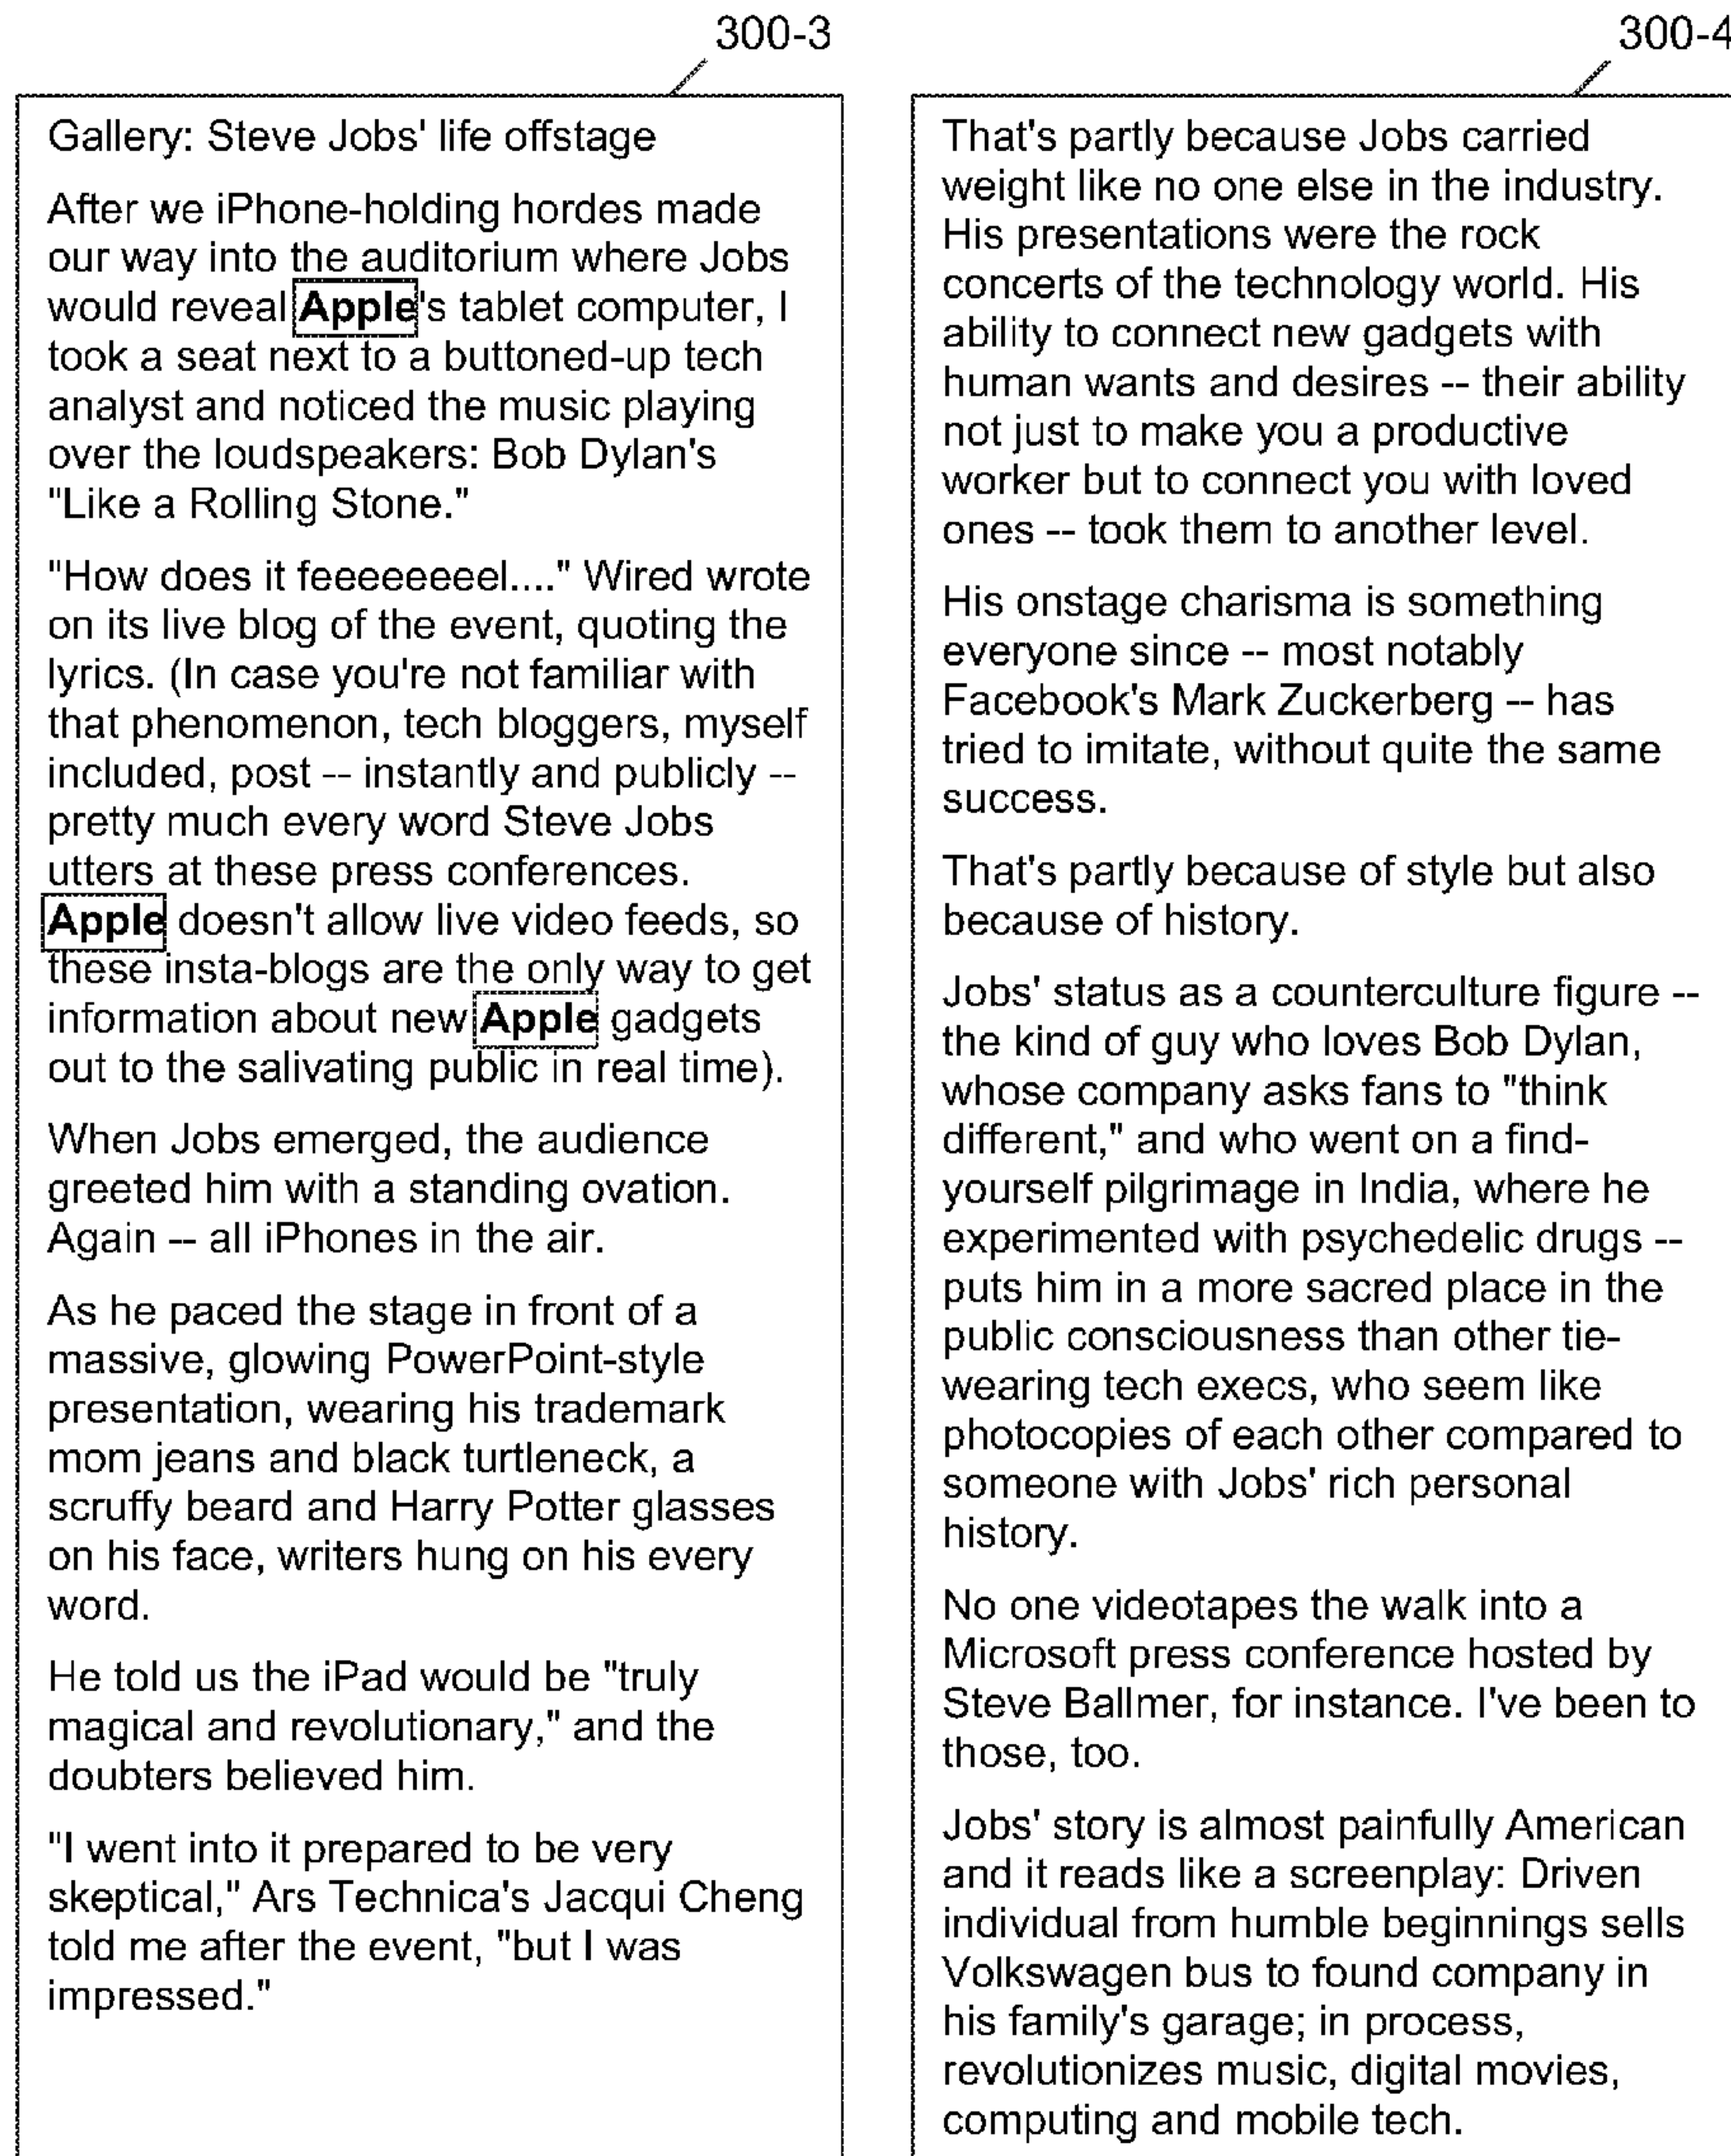 300-3
Gallery: Steve Jobs' life offstage
After we iPhone-holding hordes made
our way into the auditorium where Jobs
would reveal Apple's tablet computer, I
took a seat next to a buttoned-up tech
analyst and noticed the music playing
over the loudspeakers: Bob Dylan's
"Like a Rolling Stone."
"How does it feeeeeeeel...." Wired wrote
on its live blog of the event, quoting the
lyrics. (In case you're not familiar with
that phenomenon, tech bloggers, myself
included, post -- instantly and publicly --
pretty much every word Steve Jobs
utters at these press conferences.
Apple doesn't allow live video feeds, so
these insta-blogs are the only way to get
information about new Apple gadgets
out to the salivating public in real time).
When Jobs emerged, the audience
greeted him with a standing ovation.
Again -- all iPhones in the air.
As he paced the stage in front of a
massive, glowing PowerPoint-style
presentation, wearing his trademark
mom jeans and black turtleneck, a
scruffy beard and Harry Potter glasses
on his face, writers hung on his every
word.
He told us the iPad would be "truly
magical and revolutionary," and the
doubters believed him.
"I went into it prepared to be very
skeptical," Ars Technica's Jacqui Cheng
told me after the event, "but I was
impressed."
300-4
That's partly because Jobs carried
weight like no one else in the industry.
His presentations were the rock
concerts of the technology world. His
ability to connect new gadgets with
human wants and desires -- their ability
not just to make you a productive
worker but to connect you with loved
ones -- took them to another level.
His onstage charisma is something
everyone since -- most notably
Facebook's Mark Zuckerberg -- has
tried to imitate, without quite the same
success.
That's partly because of style but also
because of history.
Jobs' status as a counterculture figure --
the kind of guy who loves Bob Dylan,
whose company asks fans to "think
different," and who went on a find-
yourself pilgrimage in India, where he
experimented with psychedelic drugs --
puts him in a more sacred place in the
public consciousness than other tie-
wearing tech execs, who seem like
photocopies of each other compared to
someone with Jobs' rich personal
history.
No one videotapes the walk into a
Microsoft press conference hosted by
Steve Ballmer, for instance. I've been to
those, too.
Jobs' story is almost painfully American
and it reads like a screenplay: Driven
individual from humble beginnings sells
Volkswagen bus to found company in
his family's garage; in process,
revolutionizes music, digital movies,
computing and mobile tech.